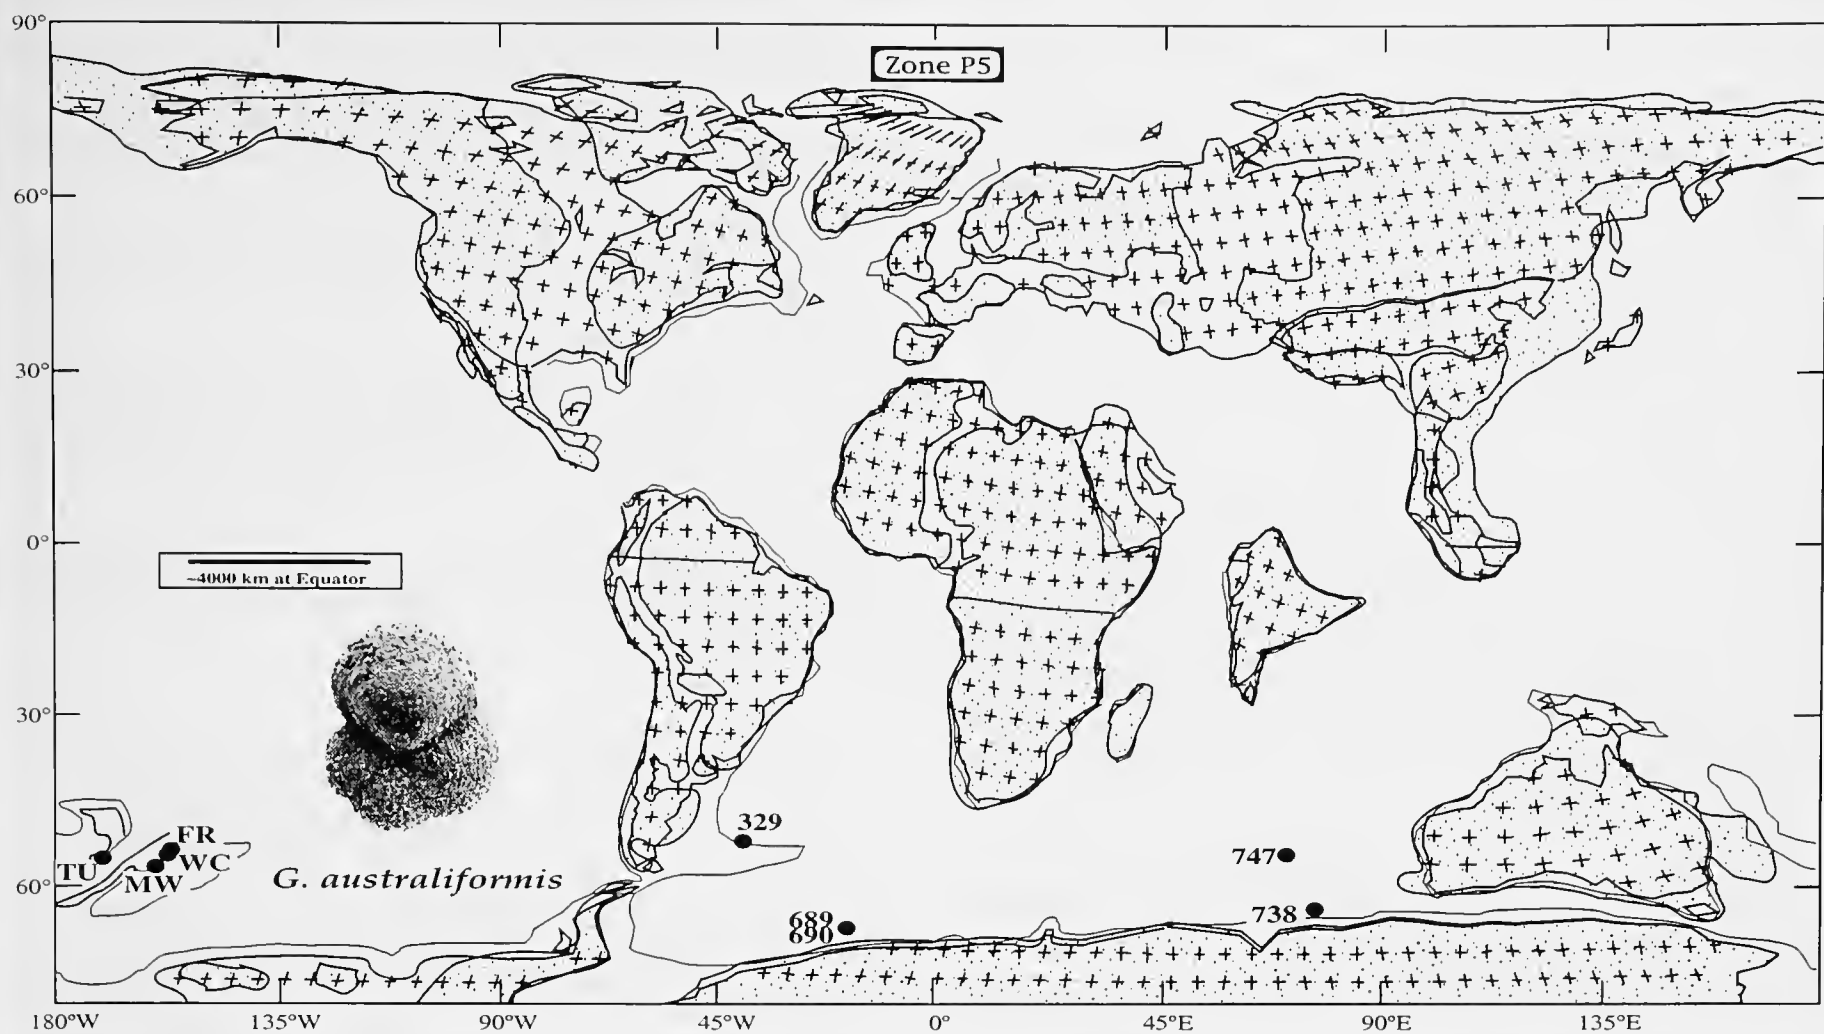 90°
Zone P5
60°
30°
0°
~4000 km at Equator
30°
329
FR
WC
TU
MW
747
60°
G. australiformis
738
689
690
180°W
135°W
90°W
45°W
0°
45°E
90°E
135°E